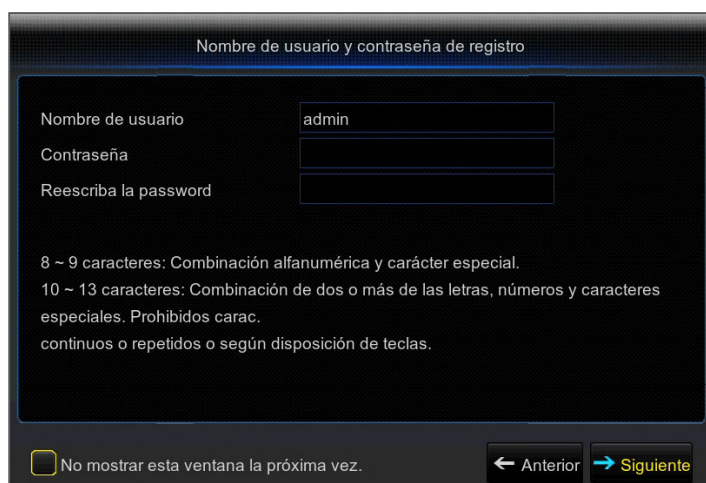 Nombre de usuario y contraseña de registro
Nombre de usuario admin
Contraseña
Reescriba la password
8 ~ 9 caracteres: Combinación alfanumérica y carácter especial.
10 ~ 13 caracteres: Combinación de dos o más de las letras, números y caracteres
especiales. Prohibidos carac.
continuos o repetidos o según disposición de teclas.
No mostrar esta ventana la próxima vez. Anterior Siguiente